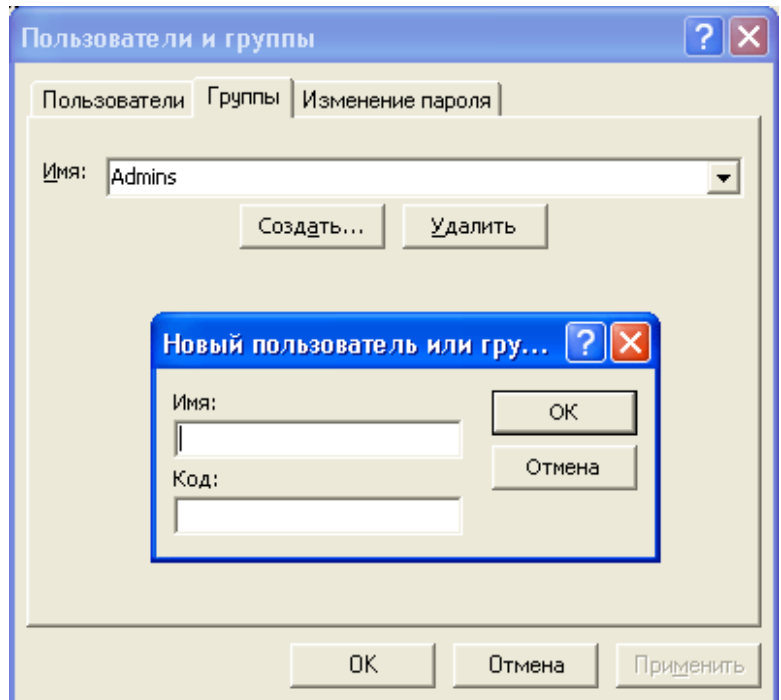 Пользователи и группы
Пользователи Группы Изменение пароля
Имя: Admins
Создать... Удалить
Новый пользователь или гру...
Имя:
OK
Отмена
Код:
OK Отмена Применить